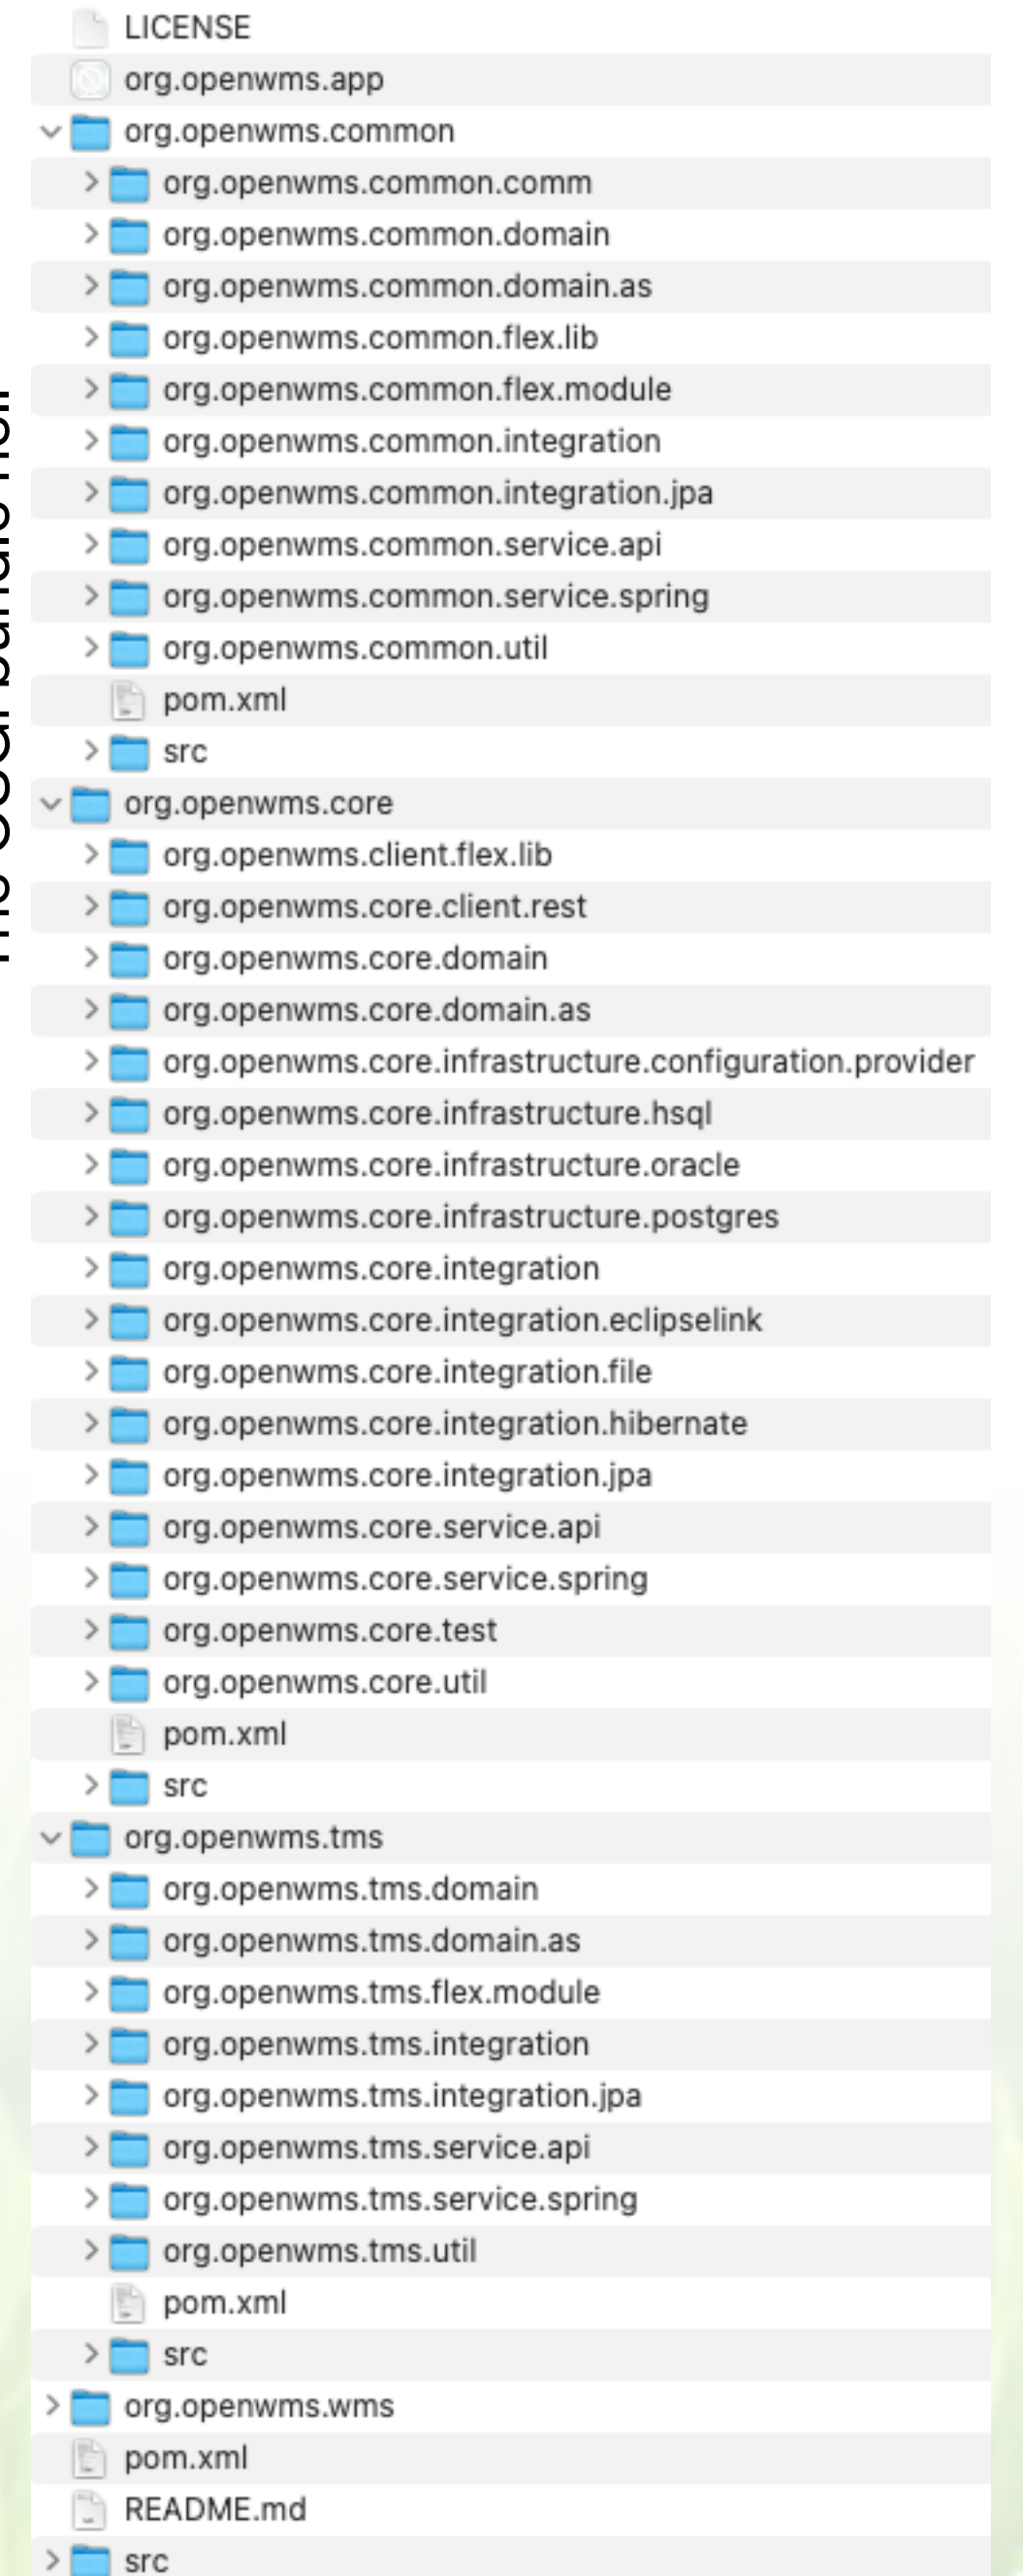 LICENSE
org.openwms.app
org.openwms.common
org.openwms.common.comm
org.openwms.common.domain
org.openwms.common.domain.as
org.openwms.common.flex.lib
org.openwms.common.flex.module
org.openwms.common.integration
org.openwms.common.integration.jpa
org.openwms.common.service.api
org.openwms.common.service.spring
org.openwms.common.util
pom.xml
src
org.openwms.core
org.openwms.client.flex.lib
org.openwms.core.client.rest
org.openwms.core.domain
org.openwms.core.domain.as
org.openwms.core.infrastructure.configuration.provider
org.openwms.core.infrastructure.hsql
org.openwms.core.infrastructure.oracle
org.openwms.core.infrastructure.postgres
org.openwms.core.integration
org.openwms.core.integration.eclipselink
org.openwms.core.integration.file
org.openwms.core.integration.hibernate
org.openwms.core.integration.jpa
org.openwms.core.service.api
org.openwms.core.service.spring
org.openwms.core.test
org.openwms.core.util
pom.xml
src
org.openwms.tms
org.openwms.tms.domain
org.openwms.tms.domain.as
org.openwms.tms.flex.module
org.openwms.tms.integration
org.openwms.tms.integration.jpa
org.openwms.tms.service.api
org.openwms.tms.service.spring
org.openwms.tms.util
pom.xml
src
org.openwms.wms
pom.xml
README.md
src